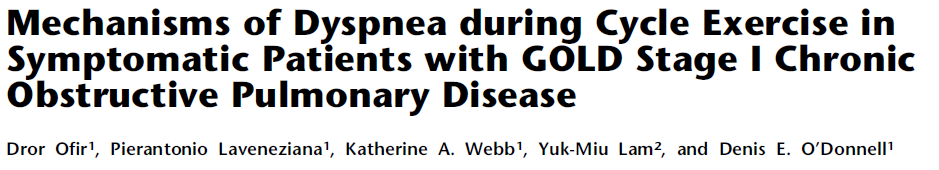 Mechanisms of Dyspnea during Cycle Exercise in
Symptomatic Patients with GOLD Stage I Chronic
Obstructive Pulmonary Disease
Dror Ofir¹, Pierantonio Laveneziana¹, Katherine A. Webb¹, Yuk-Miu Lam², and Denis E. O’Donnell¹